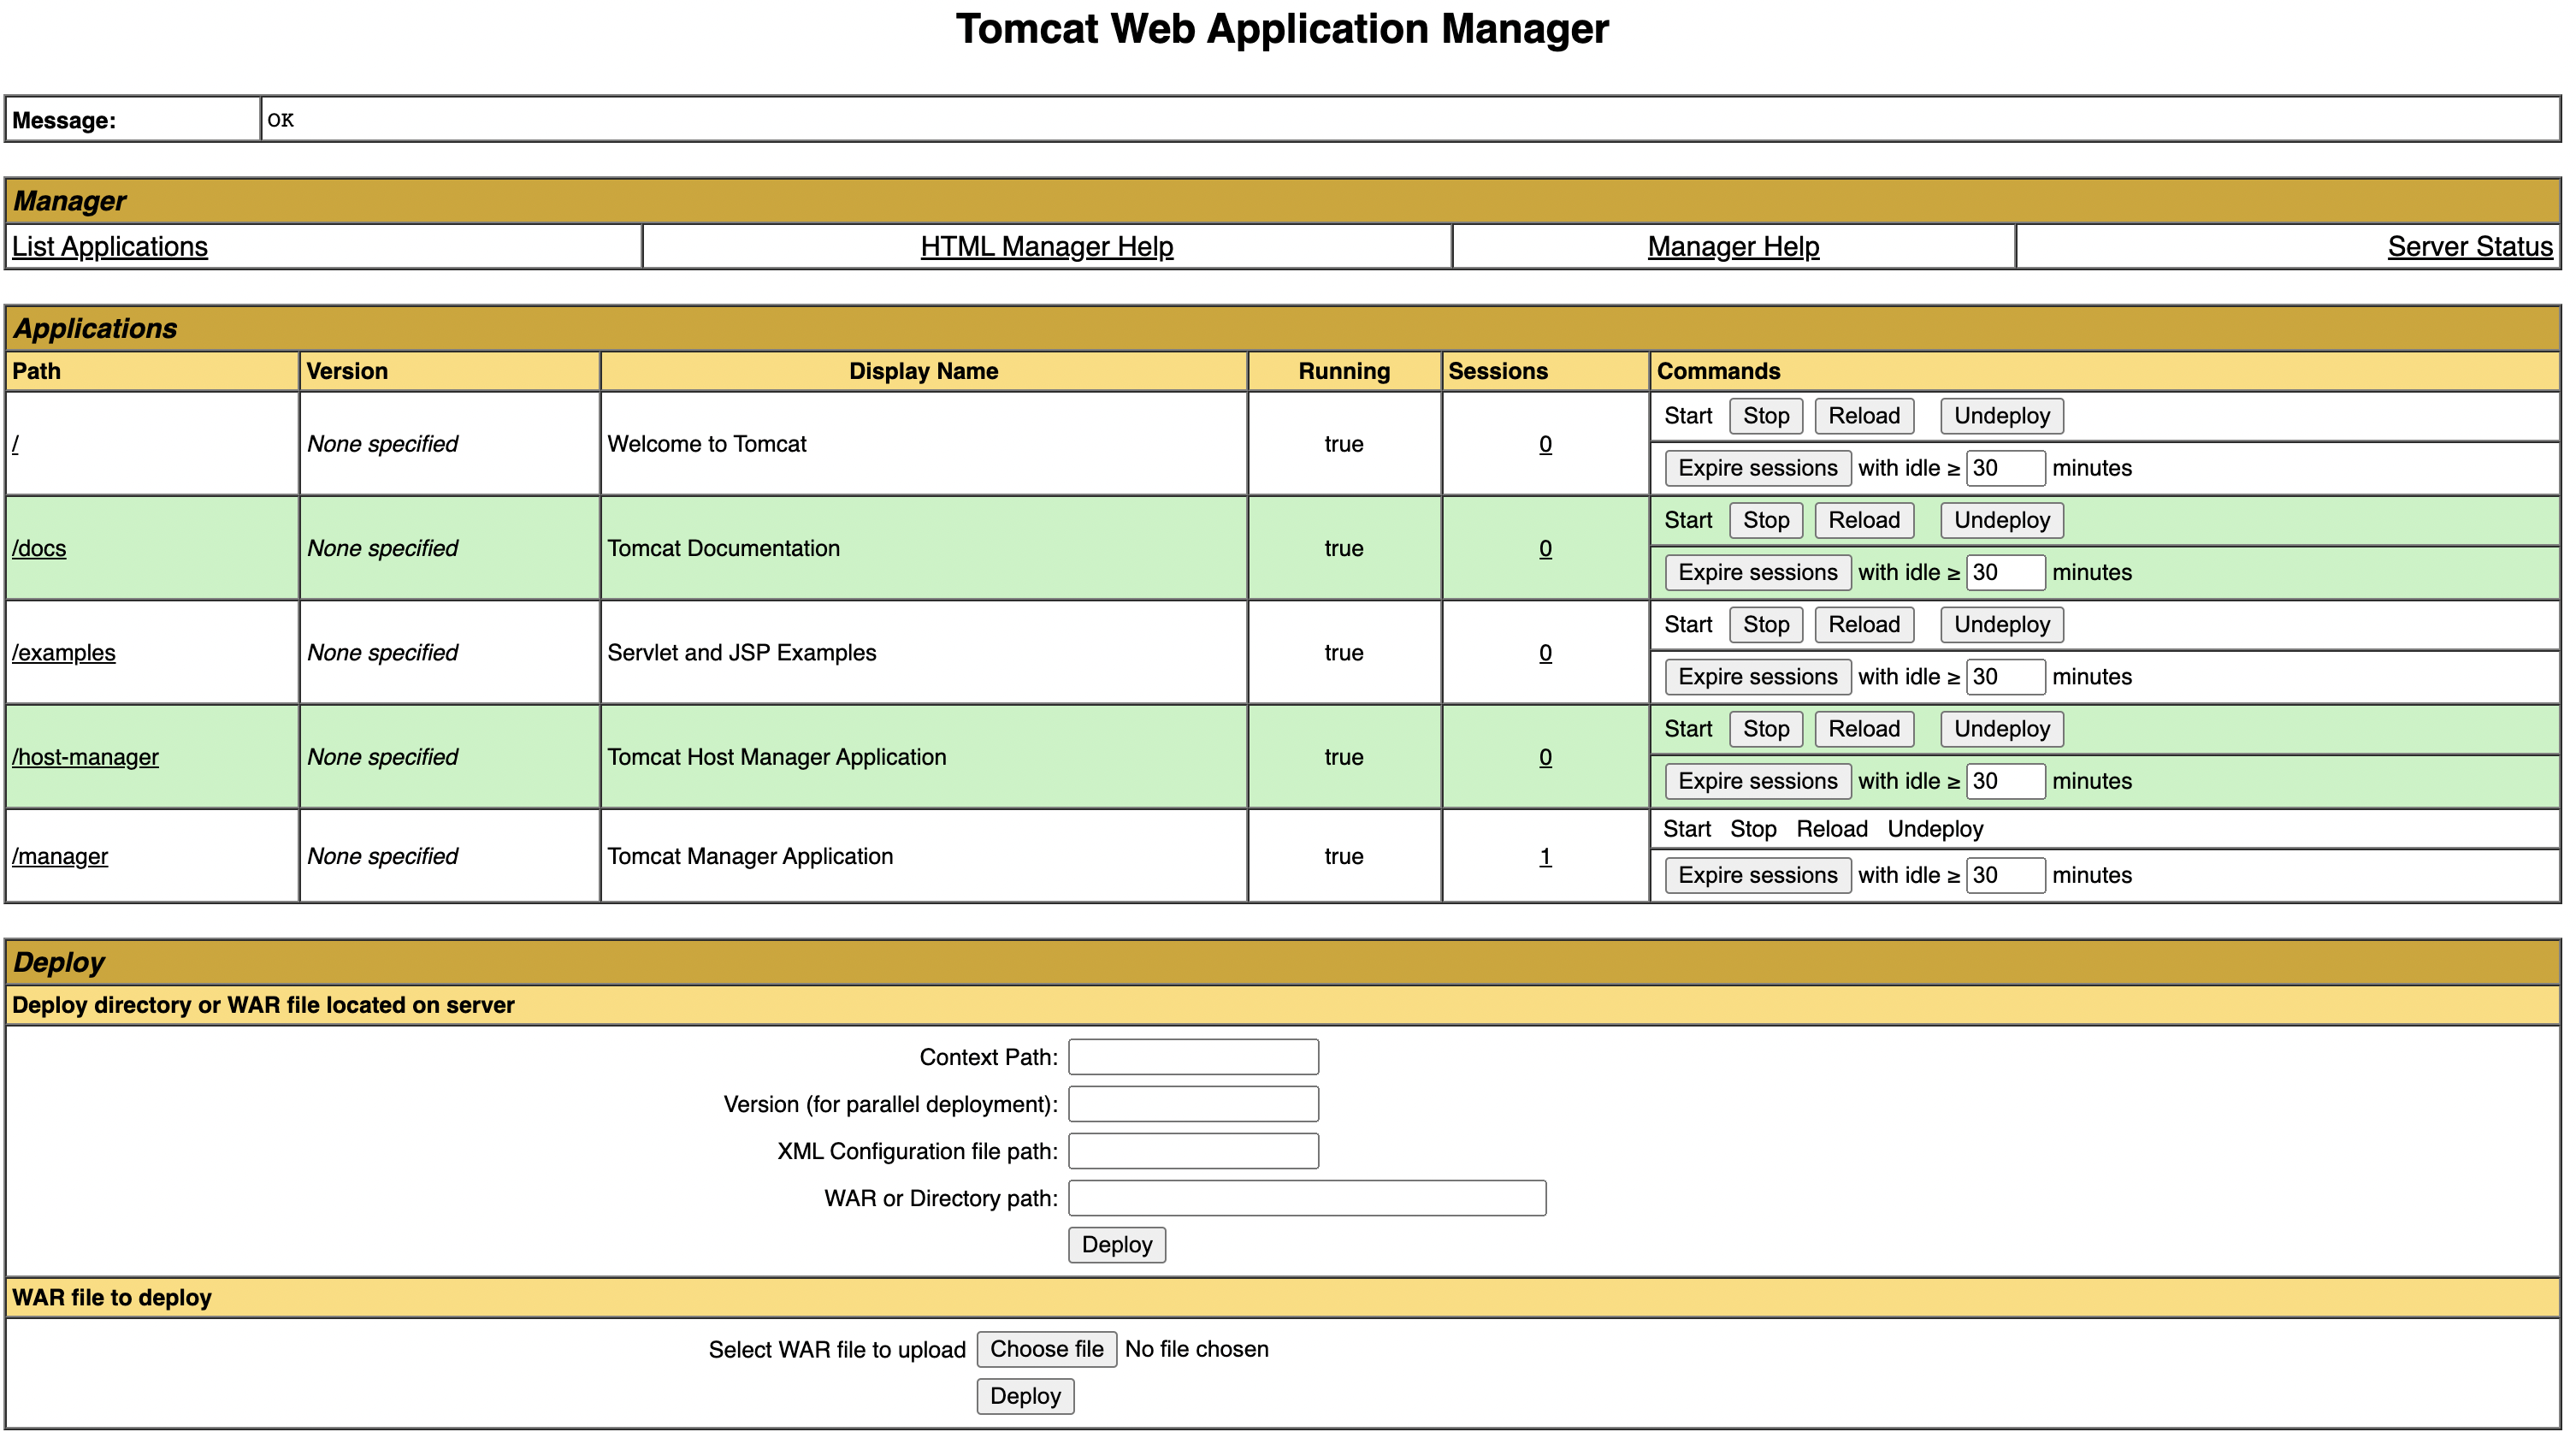 Tomcat Web Application Manager
Message: OK
Manager
List Applications HTML Manager Help Manager Help Server Status
Applications
Path Version Display Name Running Sessions Commands
/ None specified Welcome to Tomcat true 0 Start Stop Reload Undeploy
Expire sessions with idle ≥ 30 minutes
/docs None specified Tomcat Documentation true 0 Start Stop Reload Undeploy
Expire sessions with idle ≥ 30 minutes
/examples None specified Servlet and JSP Examples true 0 Start Stop Reload Undeploy
Expire sessions with idle ≥ 30 minutes
/host-manager None specified Tomcat Host Manager Application true 0 Start Stop Reload Undeploy
Expire sessions with idle ≥ 30 minutes
/manager None specified Tomcat Manager Application true 1 Start Stop Reload Undeploy
Expire sessions with idle ≥ 30 minutes
Deploy
Deploy directory or WAR file located on server
Context Path:
Version (for parallel deployment):
XML Configuration file path:
WAR or Directory path:
Deploy
WAR file to deploy
Select WAR file to upload Choose file No file chosen
Deploy